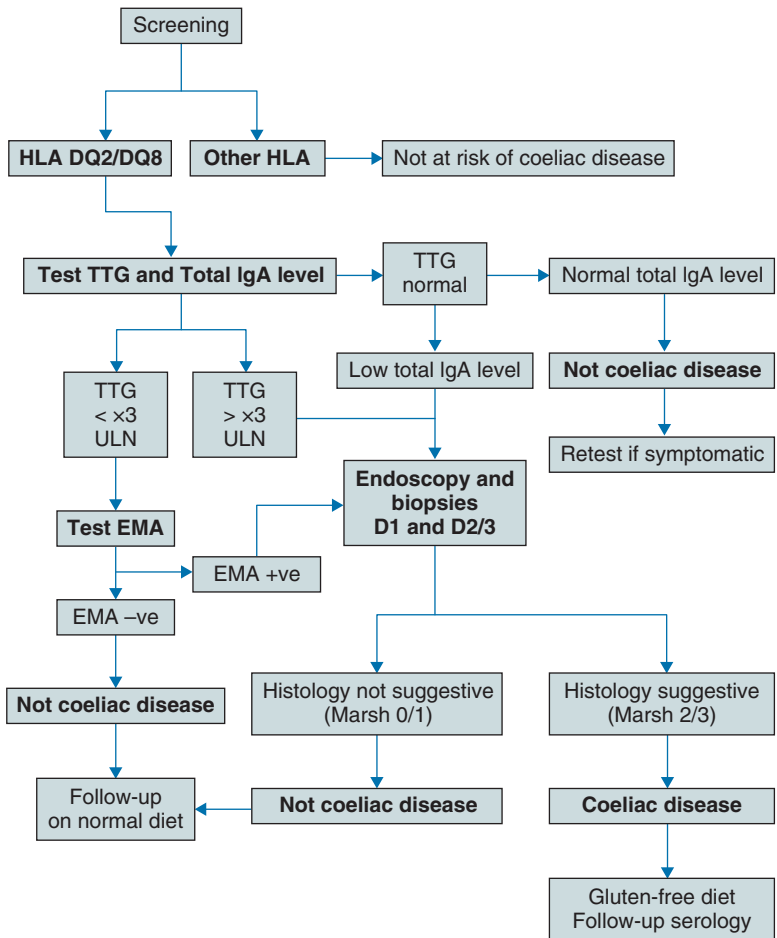 Screening
HLA DQ2/DQ8
Other HLA
Not at risk of coeliac disease
Test TTG and Total IgA level
TTG
normal
Normal total IgA level
Low total IgA level
Not coeliac disease
TTG
< ×3
ULN
TTG
> ×3
ULN
Retest if symptomatic
Endoscopy and
biopsies
D1 and D2/3
Test EMA
EMA +ve
EMA –ve
Not coeliac disease
Histology not suggestive
(Marsh 0/1)
Histology suggestive
(Marsh 2/3)
Follow-up
on normal diet
Not coeliac disease
Coeliac disease
Gluten-free diet
Follow-up serology